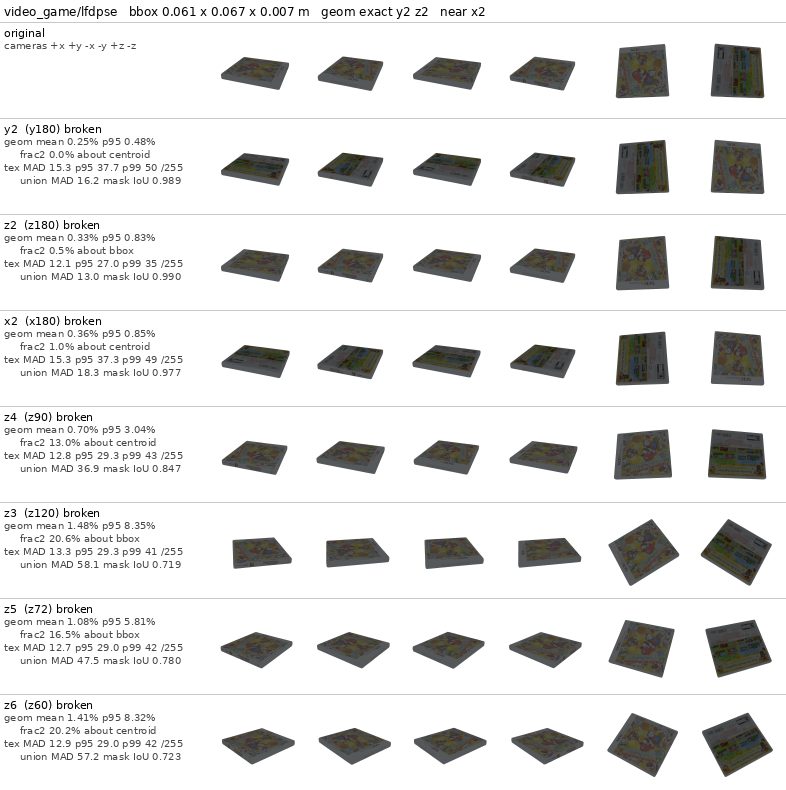 video_game/lfdpse bbox 0.061 x 0.067 x 0.007 m geom exact y2 z2 near x2
original
cameras +x +y -x -y +z -z
y2 (y180) broken
geom mean 0.25% p95 0.48%
frac2 0.0% about centroid
tex MAD 15.3 p95 37.7 p99 50 /255
union MAD 16.2 mask IoU 0.989
z2 (z180) broken
geom mean 0.33% p95 0.83%
frac2 0.5% about bbox
tex MAD 12.1 p95 27.0 p99 35 /255
union MAD 13.0 mask IoU 0.990
x2 (x180) broken
geom mean 0.36% p95 0.85%
frac2 1.0% about centroid
tex MAD 15.3 p95 37.3 p99 49 /255
union MAD 18.3 mask IoU 0.977
z4 (z90) broken
geom mean 0.70% p95 3.04%
frac2 13.0% about centroid
tex MAD 12.8 p95 29.3 p99 43 /255
union MAD 36.9 mask IoU 0.847
z3 (z120) broken
geom mean 1.48% p95 8.35%
frac2 20.6% about bbox
tex MAD 13.3 p95 29.3 p99 41 /255
union MAD 58.1 mask IoU 0.719
z5 (z72) broken
geom mean 1.08% p95 5.81%
frac2 16.5% about bbox
tex MAD 12.7 p95 29.0 p99 42 /255
union MAD 47.5 mask IoU 0.780
z6 (z60) broken
geom mean 1.41% p95 8.32%
frac2 20.2% about centroid
tex MAD 12.9 p95 29.0 p99 42 /255
union MAD 57.2 mask IoU 0.723